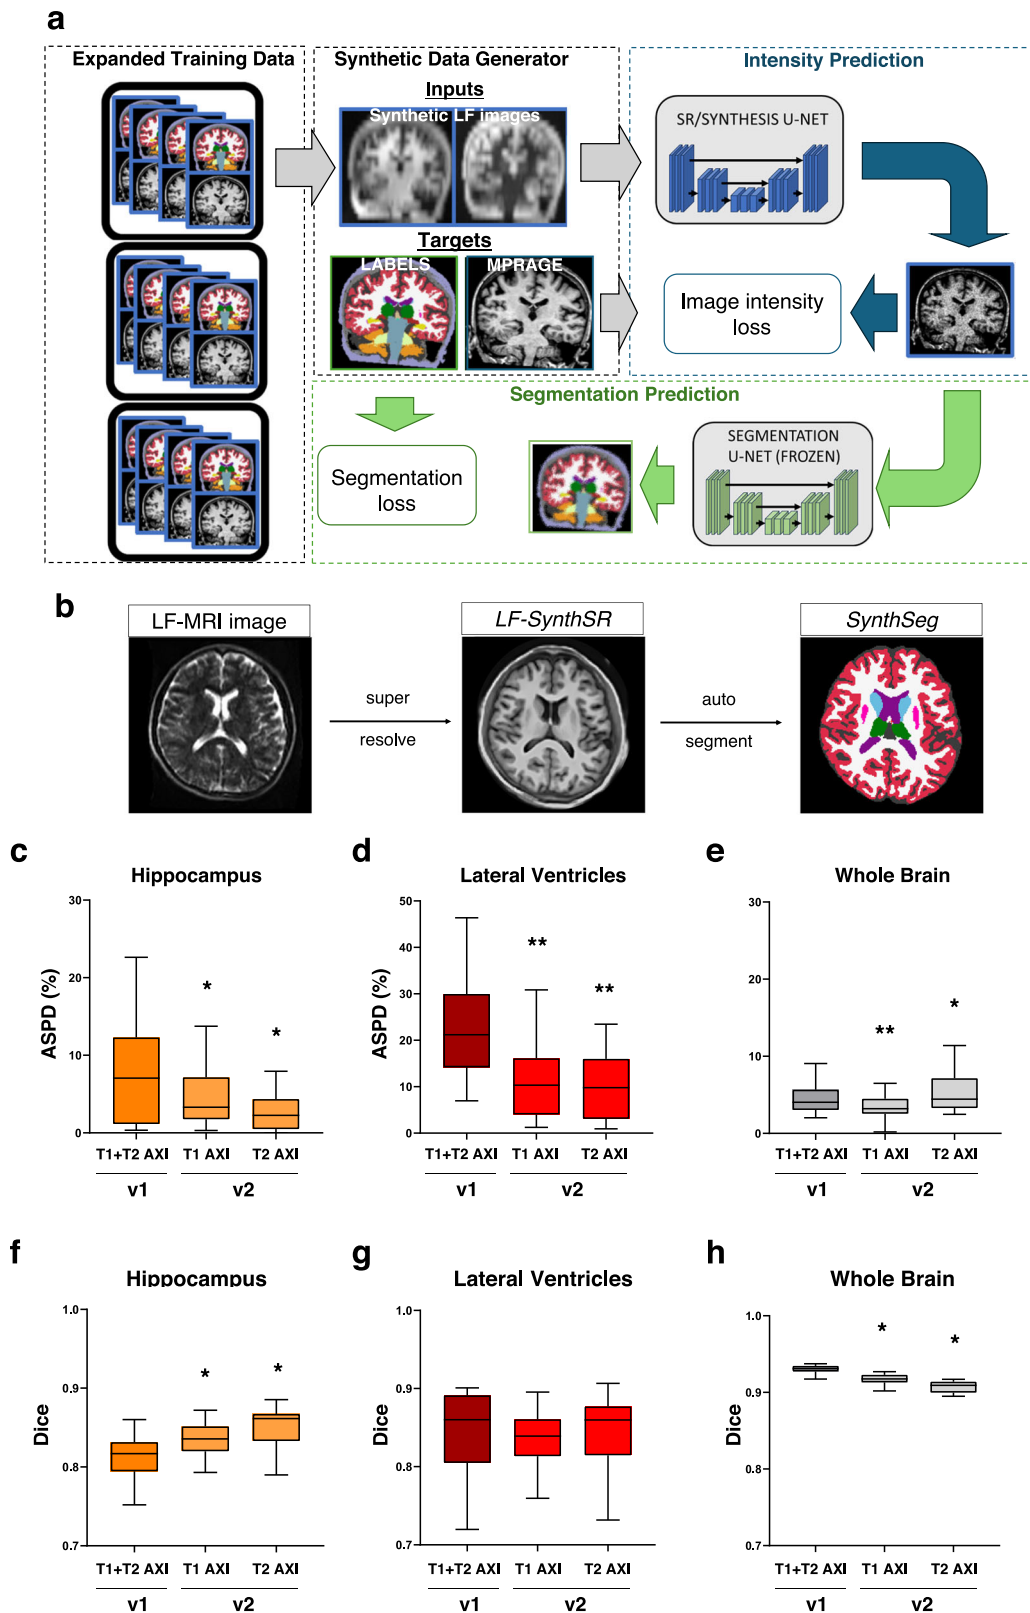 a
Expanded Training Data
Synthetic Data Generator
Intensity Prediction
Inputs
Synthetic LF images
SR/SYNTHESIS U-NET
Targets
LABELS
MPRAGE
Image intensity
loss
Segmentation Prediction
Segmentation
loss
SEGMENTATION
U-NET (FROZEN)
b
LF-MRI image
LF-SynthSR
SynthSeg
super
resolve
auto
segment
c
Hippocampus
ASPD (%)
30
20
10
0
*
*
T1+T2 AXI
T1 AXI
T2 AXI
v1
v2
d
Lateral Ventricles
ASPD (%)
50
40
30
20
10
0
**
**
T1+T2 AXI
T1 AXI
T2 AXI
v1
v2
e
Whole Brain
ASPD (%)
30
20
10
0
**
*
T1+T2 AXI
T1 AXI
T2 AXI
v1
v2
f
Hippocampus
Dice
1.0
0.9
0.8
0.7
*
*
T1+T2 AXI
T1 AXI
T2 AXI
v1
v2
g
Lateral Ventricles
Dice
1.0
0.9
0.8
0.7
T1+T2 AXI
T1 AXI
T2 AXI
v1
v2
h
Whole Brain
Dice
1.0
0.9
0.8
0.7
*
*
T1+T2 AXI
T1 AXI
T2 AXI
v1
v2